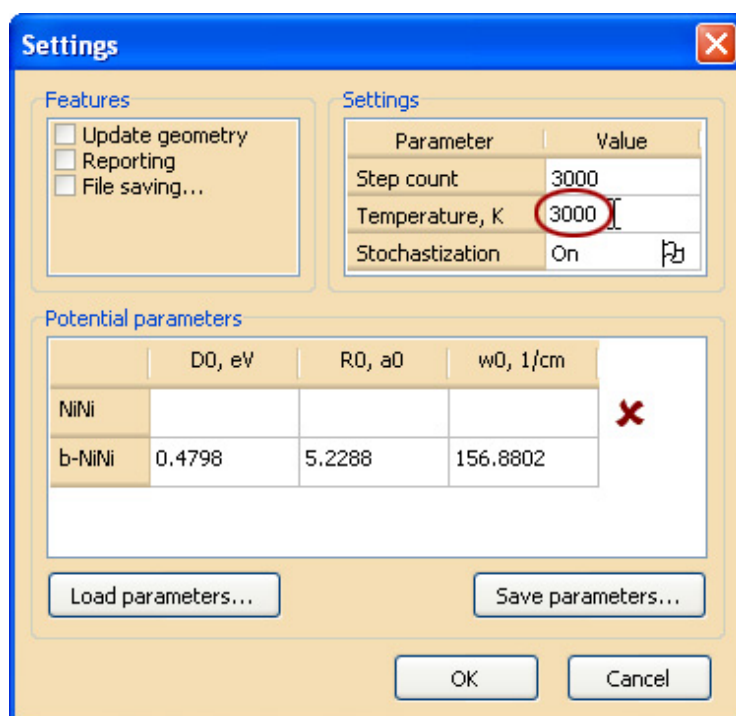 Settings
Features
Update geometry
Reporting
File saving...
Settings
Parameter Value
Step count 3000
Temperature, K 3000
Stochastization On
Potential parameters
D0, eV R0, a0 w0, 1/cm
NiNi
b-NiNi 0.4798 5.2288 156.8802
Load parameters... Save parameters...
OK Cancel